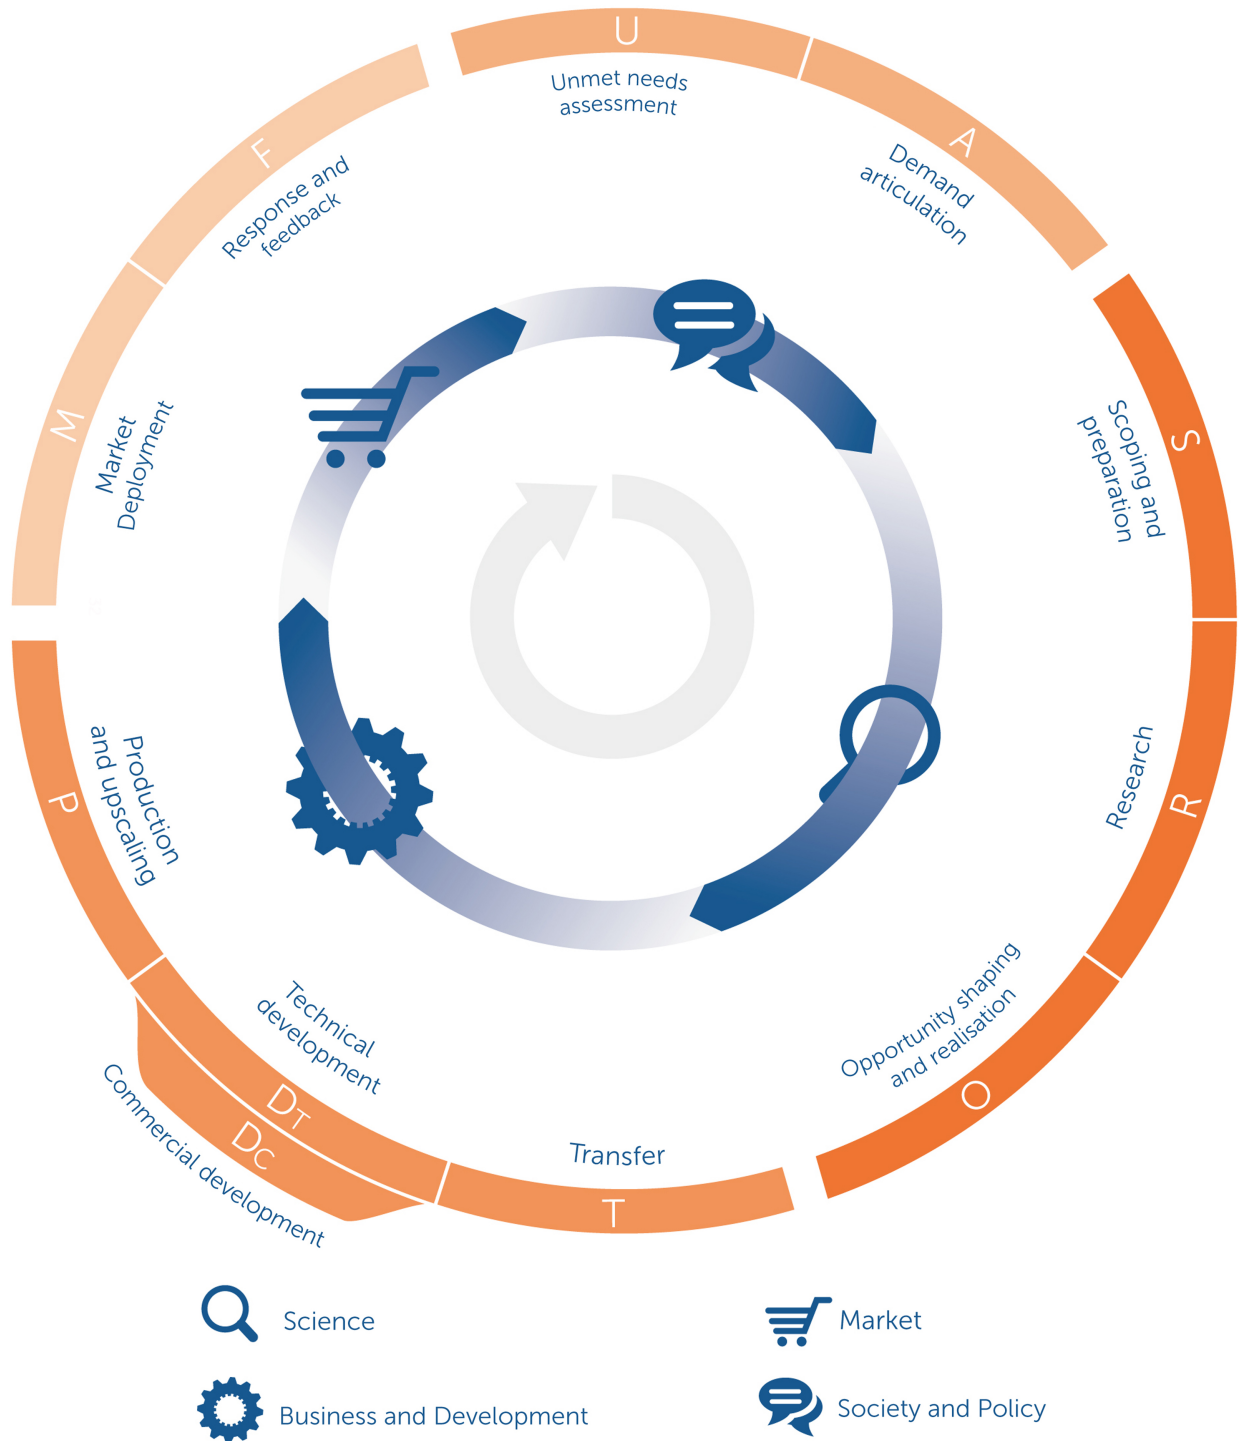 U
Unmet needs
assessment
A
Demand
articulation
S
Scoping and
preparation
R
Research
O
Opportunity shaping
and realisation
T
Transfer
DT
Technical
development
DC
Commercial development
P
Production
and upscaling
M
Market
Deployment
F
Response and
feedback
Science
Market
Business and Development
Society and Policy